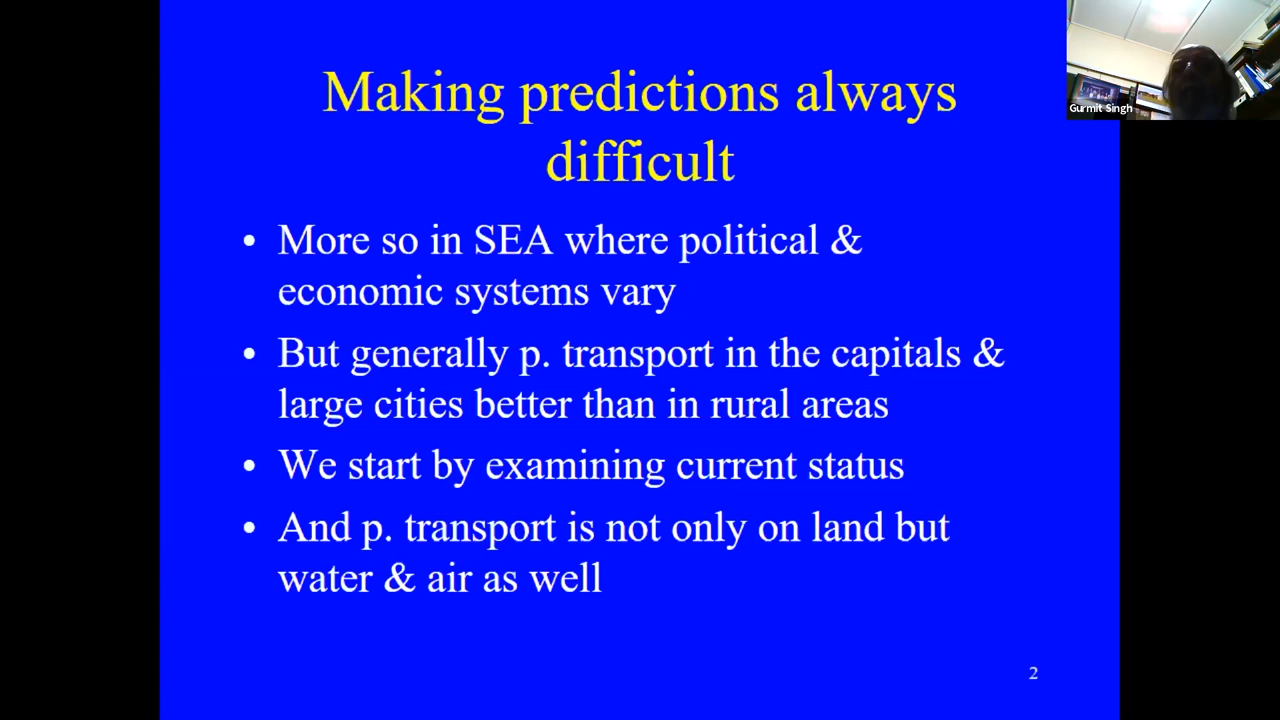 Making predictions always
difficult
• More so in SEA where political &
economic systems vary
• But generally p. transport in the capitals &
large cities better than in rural areas
• We start by examining current status
• And p. transport is not only on land but
water & air as well
2
Gurmit Singh